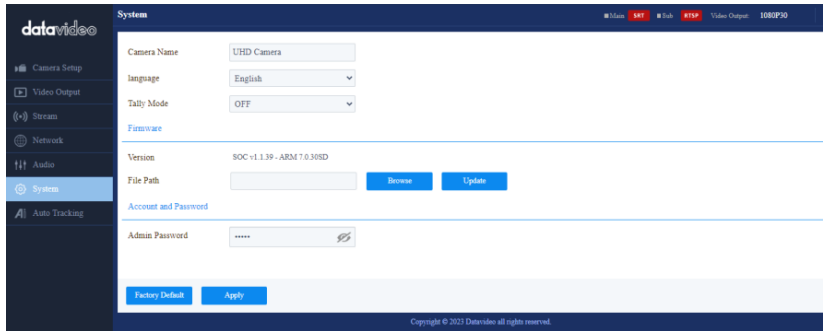 datavideo
System
Main SRT Sub RTSP Video Output: 1080P30
Camera Setup
Video Output
Stream
Network
Audio
System
Auto Tracking
Camera Name UHD Camera
language English
Tally Mode OFF
Firmware
Version SOC v1.1.39 - ARM 7.0.30SD
File Path Browse Update
Account and Password
Admin Password •••••
Factory Default Apply
Copyright © 2023 Datavideo all rights reserved.